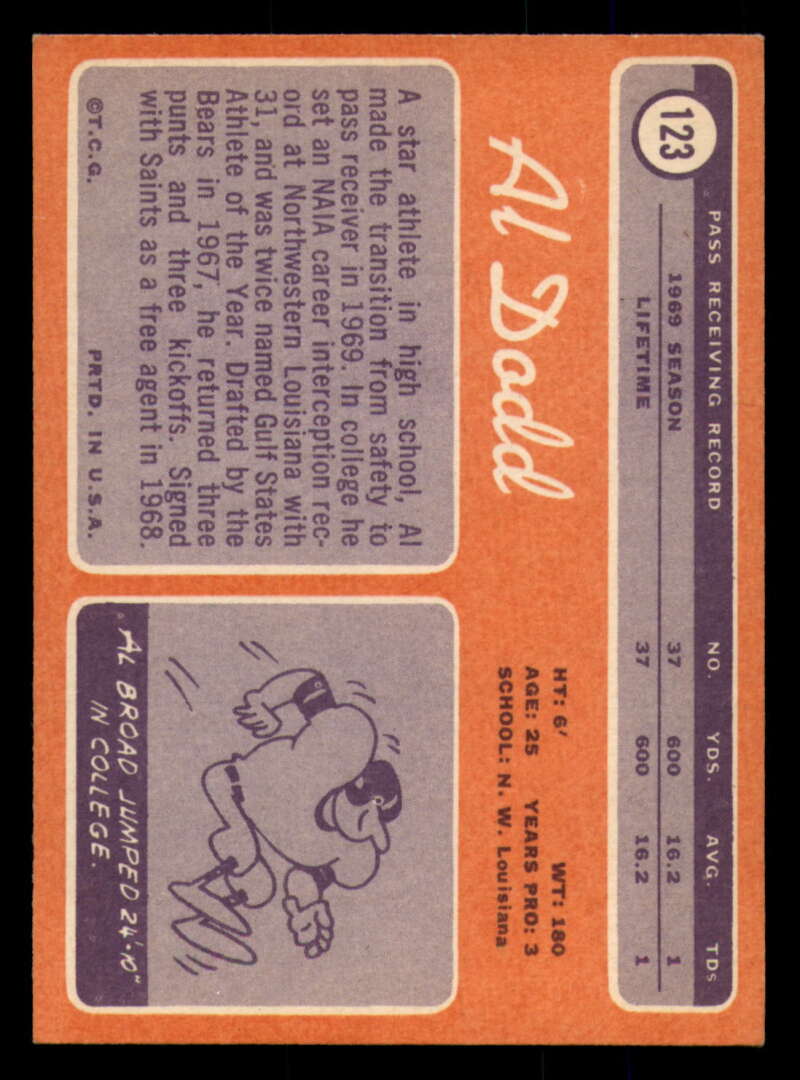 123
PASS RECEIVING RECORD NO. YDS. AVG. TDs
1969 SEASON 37 600 16.2 1
LIFETIME 37 600 16.2 1
Al Dodd
HT: 6' WT: 180
AGE: 25 YEARS PRO: 3
SCHOOL: N. W. Louisiana
A star athlete in high school, Al
made the transition from safety to
pass receiver in 1969. In college he
set an NAIA career interception rec-
ord at Northwestern Louisiana with
31, and was twice named Gulf States
Athlete of the Year. Drafted by the
Bears in 1967, he returned three
punts and three kickoffs. Signed
with Saints as a free agent in 1968.
©T.C.G. PRTD. IN U.S.A.
AL BROAD JUMPED 24'·10"
IN COLLEGE.